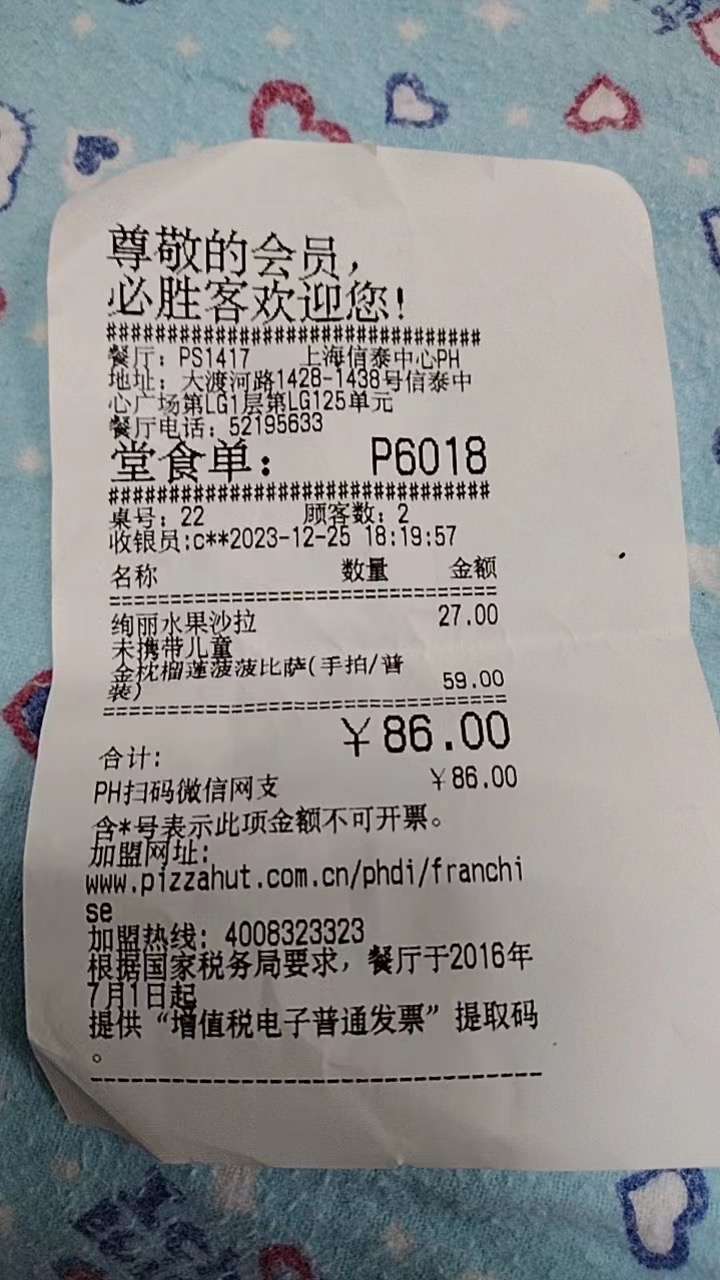 尊敬的会员，
必胜客欢迎您!
################################
餐厅: PS1417 上海信泰中心PH
地址: 大渡河路1428-1438号信泰中
心广场第LG1层第LG125单元
餐厅电话: 52195633
堂食单: P6018
################################
桌号: 22 顾客数: 2
收银员:c**2023-12-25 18:19:57
名称 数量 金额
================================
绚丽水果沙拉 27.00
未携带儿童
金枕榴莲菠菠比萨(手拍/普
装) 59.00
================================
合计: ￥86.00
PH扫码微信网支 ￥86.00
含*号表示此项金额不可开票。
加盟网址:
www.pizzahut.com.cn/phdi/franchi
se
加盟热线: 4008323323
根据国家税务局要求，餐厅于2016年
7月1日起
提供“增值税电子普通发票”提取码
。
--------------------------------